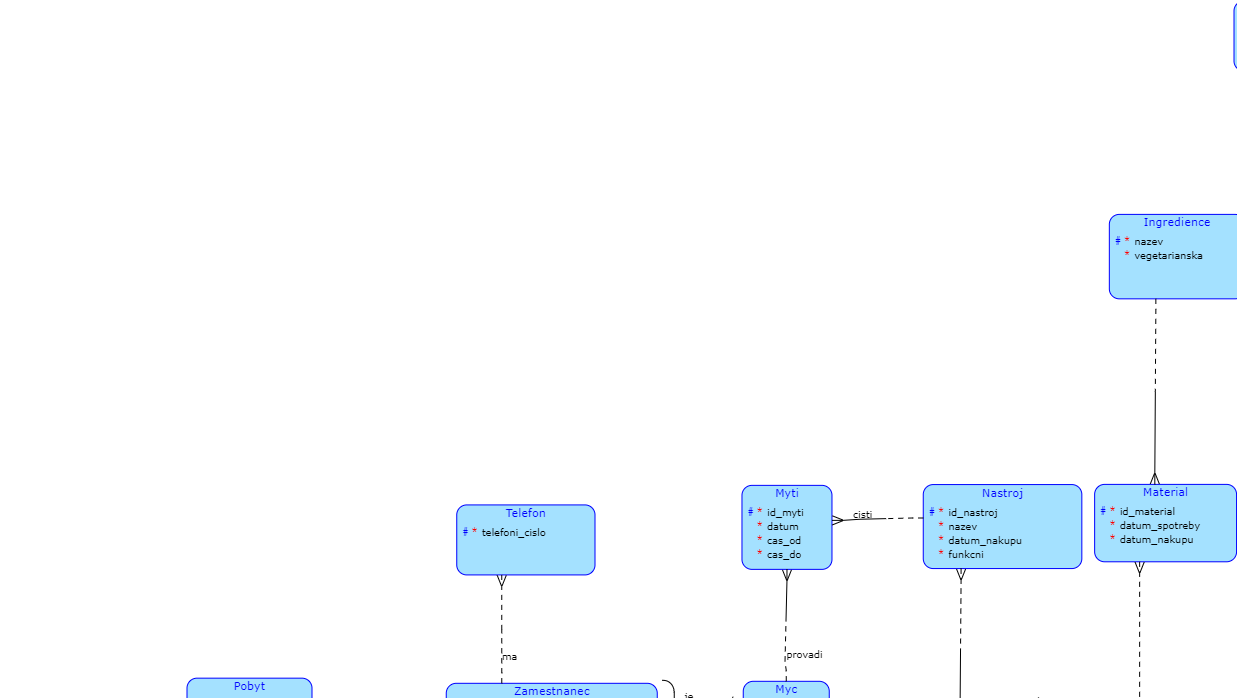 Ingredience
# * nazev
* vegetarianska
Myti
# * id_myti
* datum
* cas_od
* cas_do
cisti
Nastroj
# * id_nastroj
* nazev
* datum_nakupu
* funkcni
Material
# * id_material
* datum_spotreby
* datum_nakupu
Telefon
# * telefoni_cislo
ma
provadi
Pobyt
Zamestnanec
je
Myc